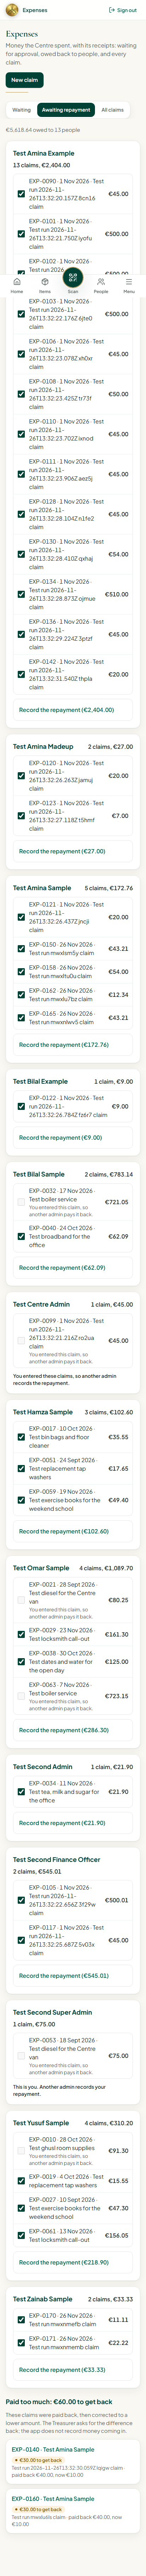 Expenses
Sign out
Expenses
Money the Centre spent, with its receipts: waiting
for approval, owed back to people, and every
claim.
New claim
Waiting
Awaiting repayment
All claims
€5,618.64 owed to 13 people
Test Amina Example
13 claims, €2,404.00
EXP-0090 · 1 Nov 2026 · Test
run 2026-11-
26T13:32:20.157Z 8cn16
claim
€45.00
EXP-0101 · 1 Nov 2026 · Test
run 2026-11-
26T13:32:21.750Z iyofu
claim
€500.00
EXP-0102 · 1 Nov 2026 · Test
€500.00
Home
Items
Scan
People
Menu
EXP-0103 · 1 Nov 2026 · Test
run 2026-11-
26T13:32:22.176Z 6jte0
claim
€500.00
EXP-0106 · 1 Nov 2026 · Test
run 2026-11-
26T13:32:23.078Z xh0xr
claim
€45.00
EXP-0108 · 1 Nov 2026 · Test
run 2026-11-
26T13:32:23.425Z tr73f
claim
€50.00
EXP-0110 · 1 Nov 2026 · Test
run 2026-11-
26T13:32:23.702Z ixnod
claim
€45.00
EXP-0111 · 1 Nov 2026 · Test
run 2026-11-
26T13:32:23.906Z aez5j
claim
€45.00
EXP-0128 · 1 Nov 2026 · Test
run 2026-11-
26T13:32:28.104Z n1fe2
claim
€45.00
EXP-0130 · 1 Nov 2026 · Test
run 2026-11-
26T13:32:28.410Z qxhaj
claim
€54.00
EXP-0134 · 1 Nov 2026 ·
Test run 2026-11-
26T13:32:28.873Z ojmue
claim
€510.00
EXP-0136 · 1 Nov 2026 · Test
run 2026-11-
26T13:32:29.224Z 3ptzf
claim
€45.00
EXP-0142 · 1 Nov 2026 · Test
run 2026-11-
26T13:32:31.540Z thpla
claim
€20.00
Record the repayment (€2,404.00)
Test Amina Madeup
2 claims, €27.00
EXP-0120 · 1 Nov 2026 · Test
run 2026-11-
26T13:32:26.263Z jamuj
claim
€20.00
EXP-0123 · 1 Nov 2026 · Test
run 2026-11-
26T13:32:27.118Z t5hmf
claim
€7.00
Record the repayment (€27.00)
Test Amina Sample
5 claims, €172.76
EXP-0121 · 1 Nov 2026 · Test
run 2026-11-
26T13:32:26.437Z jncji
claim
€20.00
EXP-0150 · 26 Nov 2026 ·
Test run mwxlsm5y claim
€43.21
EXP-0158 · 26 Nov 2026 ·
Test run mwxltu0u claim
€54.00
EXP-0162 · 26 Nov 2026 ·
Test run mwxlu7bz claim
€12.34
EXP-0165 · 26 Nov 2026 ·
Test run mwxnlwv5 claim
€43.21
Record the repayment (€172.76)
Test Bilal Example
1 claim, €9.00
EXP-0122 · 1 Nov 2026 · Test
run 2026-11-
26T13:32:26.784Z fz6r7 claim
€9.00
Record the repayment (€9.00)
Test Bilal Sample
2 claims, €783.14
EXP-0032 · 17 Nov 2026 ·
Test boiler service
You entered this claim, so
another admin pays it back.
€721.05
EXP-0040 · 24 Oct 2026 ·
Test broadband for the
office
€62.09
Record the repayment (€62.09)
Test Centre Admin
1 claim, €45.00
EXP-0099 · 1 Nov 2026 · Test
run 2026-11-
26T13:32:21.216Z ro2ua
claim
You entered this claim, so
another admin pays it back.
€45.00
You entered these claims, so another admin
records the repayment.
Test Hamza Sample
3 claims, €102.60
EXP-0017 · 10 Oct 2026 ·
Test bin bags and floor
cleaner
€35.55
EXP-0051 · 24 Sept 2026 ·
Test replacement tap
washers
€17.65
EXP-0059 · 19 Nov 2026 ·
Test exercise books for the
weekend school
€49.40
Record the repayment (€102.60)
Test Omar Sample
4 claims, €1,089.70
EXP-0021 · 28 Sept 2026 ·
Test diesel for the Centre
van
You entered this claim, so
another admin pays it back.
€80.25
EXP-0029 · 23 Nov 2026 ·
Test locksmith call-out
€161.30
EXP-0038 · 30 Oct 2026 ·
Test dates and water for
the open day
€125.00
EXP-0063 · 7 Nov 2026 ·
Test boiler service
You entered this claim, so
another admin pays it back.
€723.15
Record the repayment (€286.30)
Test Second Admin
1 claim, €21.90
EXP-0034 · 11 Nov 2026 ·
Test tea, milk and sugar for
the office
€21.90
Record the repayment (€21.90)
Test Second Finance Officer
2 claims, €545.01
EXP-0105 · 1 Nov 2026 · Test
run 2026-11-
26T13:32:22.656Z 3f29w
claim
€500.01
EXP-0117 · 1 Nov 2026 · Test
run 2026-11-
26T13:32:25.687Z 5v03x
claim
€45.00
Record the repayment (€545.01)
Test Second Super Admin
1 claim, €75.00
EXP-0053 · 18 Sept 2026 ·
Test diesel for the Centre
van
You entered this claim, so
another admin pays it back.
€75.00
This is you. Another admin records your
repayment.
Test Yusuf Sample
4 claims, €310.20
EXP-0010 · 28 Oct 2026 ·
Test ghusl room supplies
You entered this claim, so
another admin pays it back.
€91.30
EXP-0019 · 4 Oct 2026 · Test
replacement tap washers
€15.55
EXP-0027 · 10 Sept 2026 ·
Test exercise books for the
weekend school
€47.30
EXP-0061 · 13 Nov 2026 ·
Test locksmith call-out
€156.05
Record the repayment (€218.90)
Test Zainab Sample
2 claims, €33.33
EXP-0170 · 26 Nov 2026 ·
Test run mwxnmefb claim
€11.11
EXP-0171 · 26 Nov 2026 ·
Test run mwxnmemb claim
€22.22
Record the repayment (€33.33)
Paid too much: €60.00 to get back
These claims were paid back, then corrected to a
lower amount. The Treasurer asks for the difference
back; the app does not record money coming in.
EXP-0140 · Test Amina Sample
€30.00 to get back
Test run 2026-11-26T13:32:30.059Z lqigw claim ·
paid back €40.00, now €10.00
EXP-0160 · Test Amina Sample
€30.00 to get back
Test run mwxlutis claim · paid back €40.00, now
€10.00